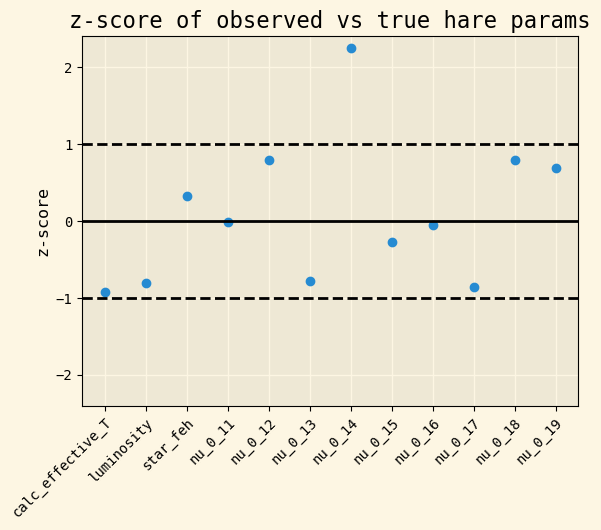 z-score of observed vs true hare params
z-score
2
1
0
−1
−2
calc_effective_T
luminosity
star_feh
nu_0_11
nu_0_12
nu_0_13
nu_0_14
nu_0_15
nu_0_16
nu_0_17
nu_0_18
nu_0_19